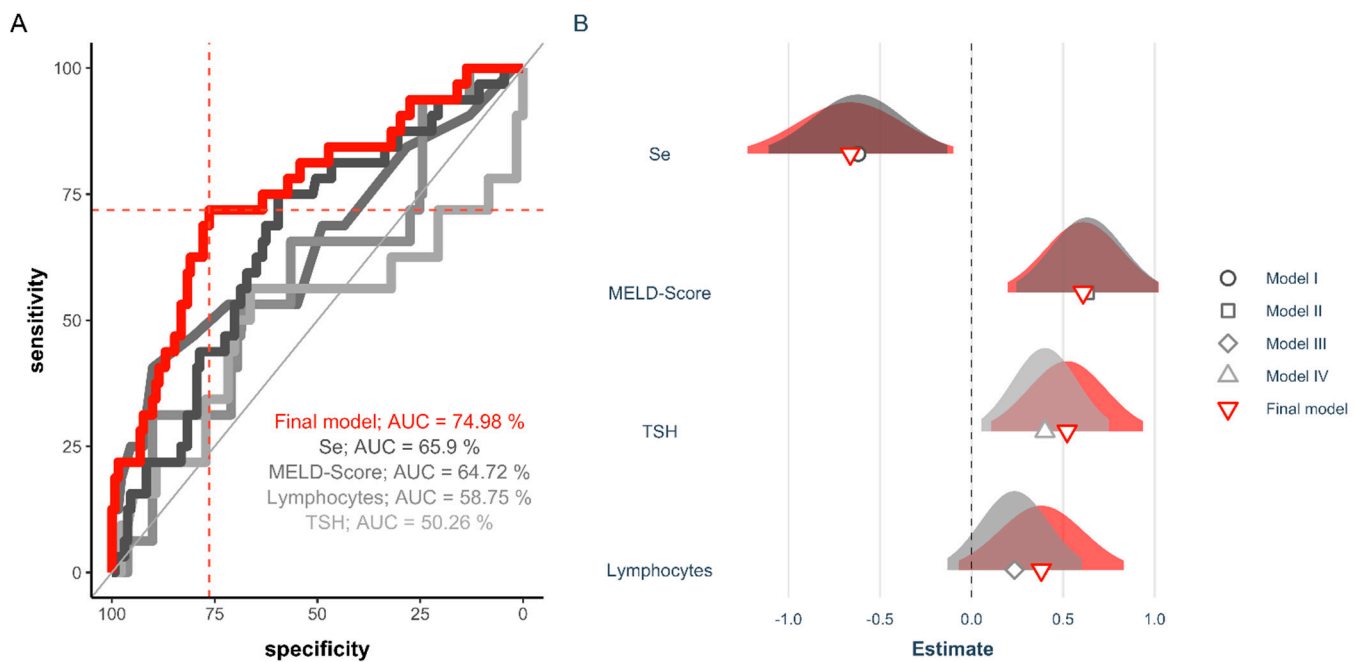 A
B
100
75
50
25
0
sensitivity
Final model; AUC = 74.98 %
Se; AUC = 65.9 %
MELD-Score; AUC = 64.72 %
Lymphocytes; AUC = 58.75 %
TSH; AUC = 50.26 %
100 75 50 25 0
specificity
Se
MELD-Score
TSH
Lymphocytes
-1.0 -0.5 0.0 0.5 1.0
Estimate
Model I
Model II
Model III
Model IV
Final model